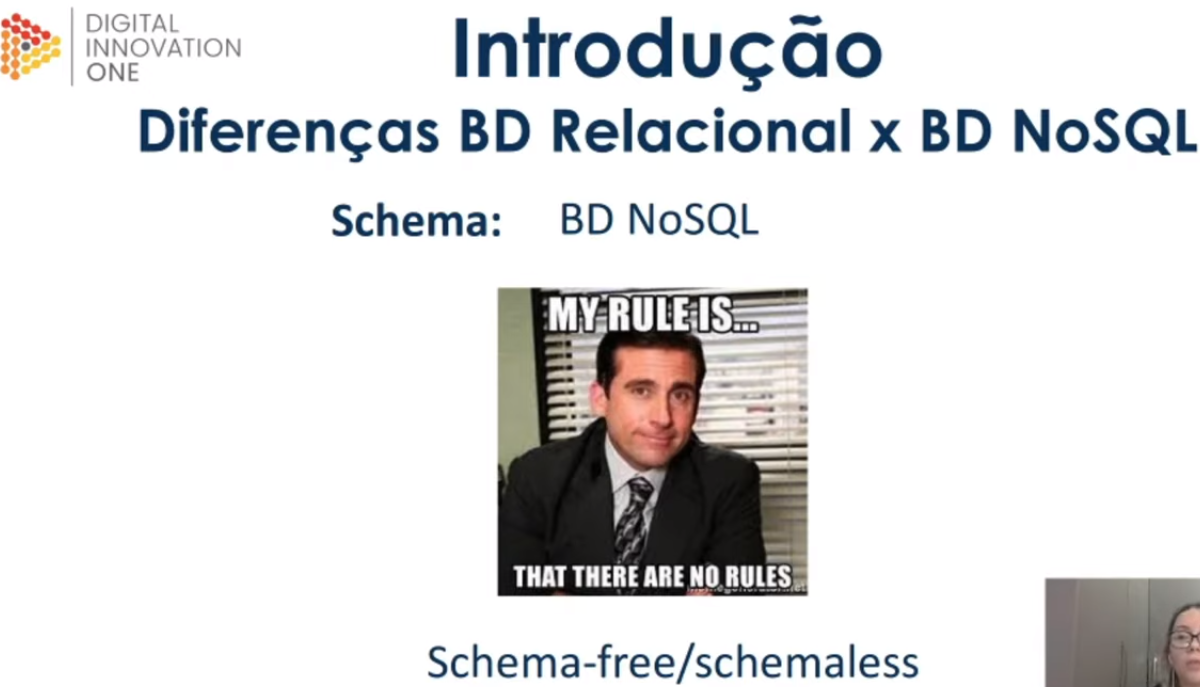 DIGITAL
INNOVATION
ONE
Introdução
Diferenças BD Relacional x BD NoSQL
Schema: BD NoSQL
MY RULE IS...
THAT THERE ARE NO RULES
Schema-free/schemaless